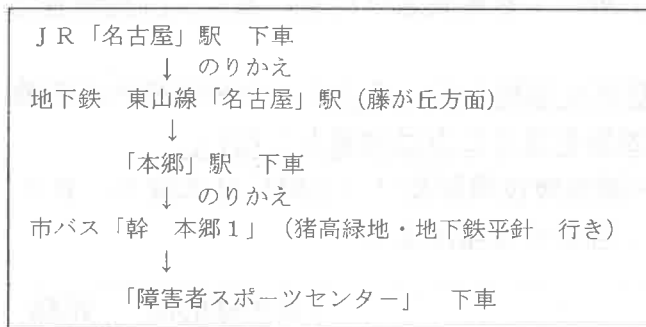 ＪＲ「名古屋」駅　下車
↓　のりかえ
地下鉄　東山線「名古屋」駅（藤が丘方面）
↓
「本郷」駅　下車
↓　のりかえ
市バス「幹　本郷１」（猪高緑地・地下鉄平針　行き）
↓
「障害者スポーツセンター」　下車